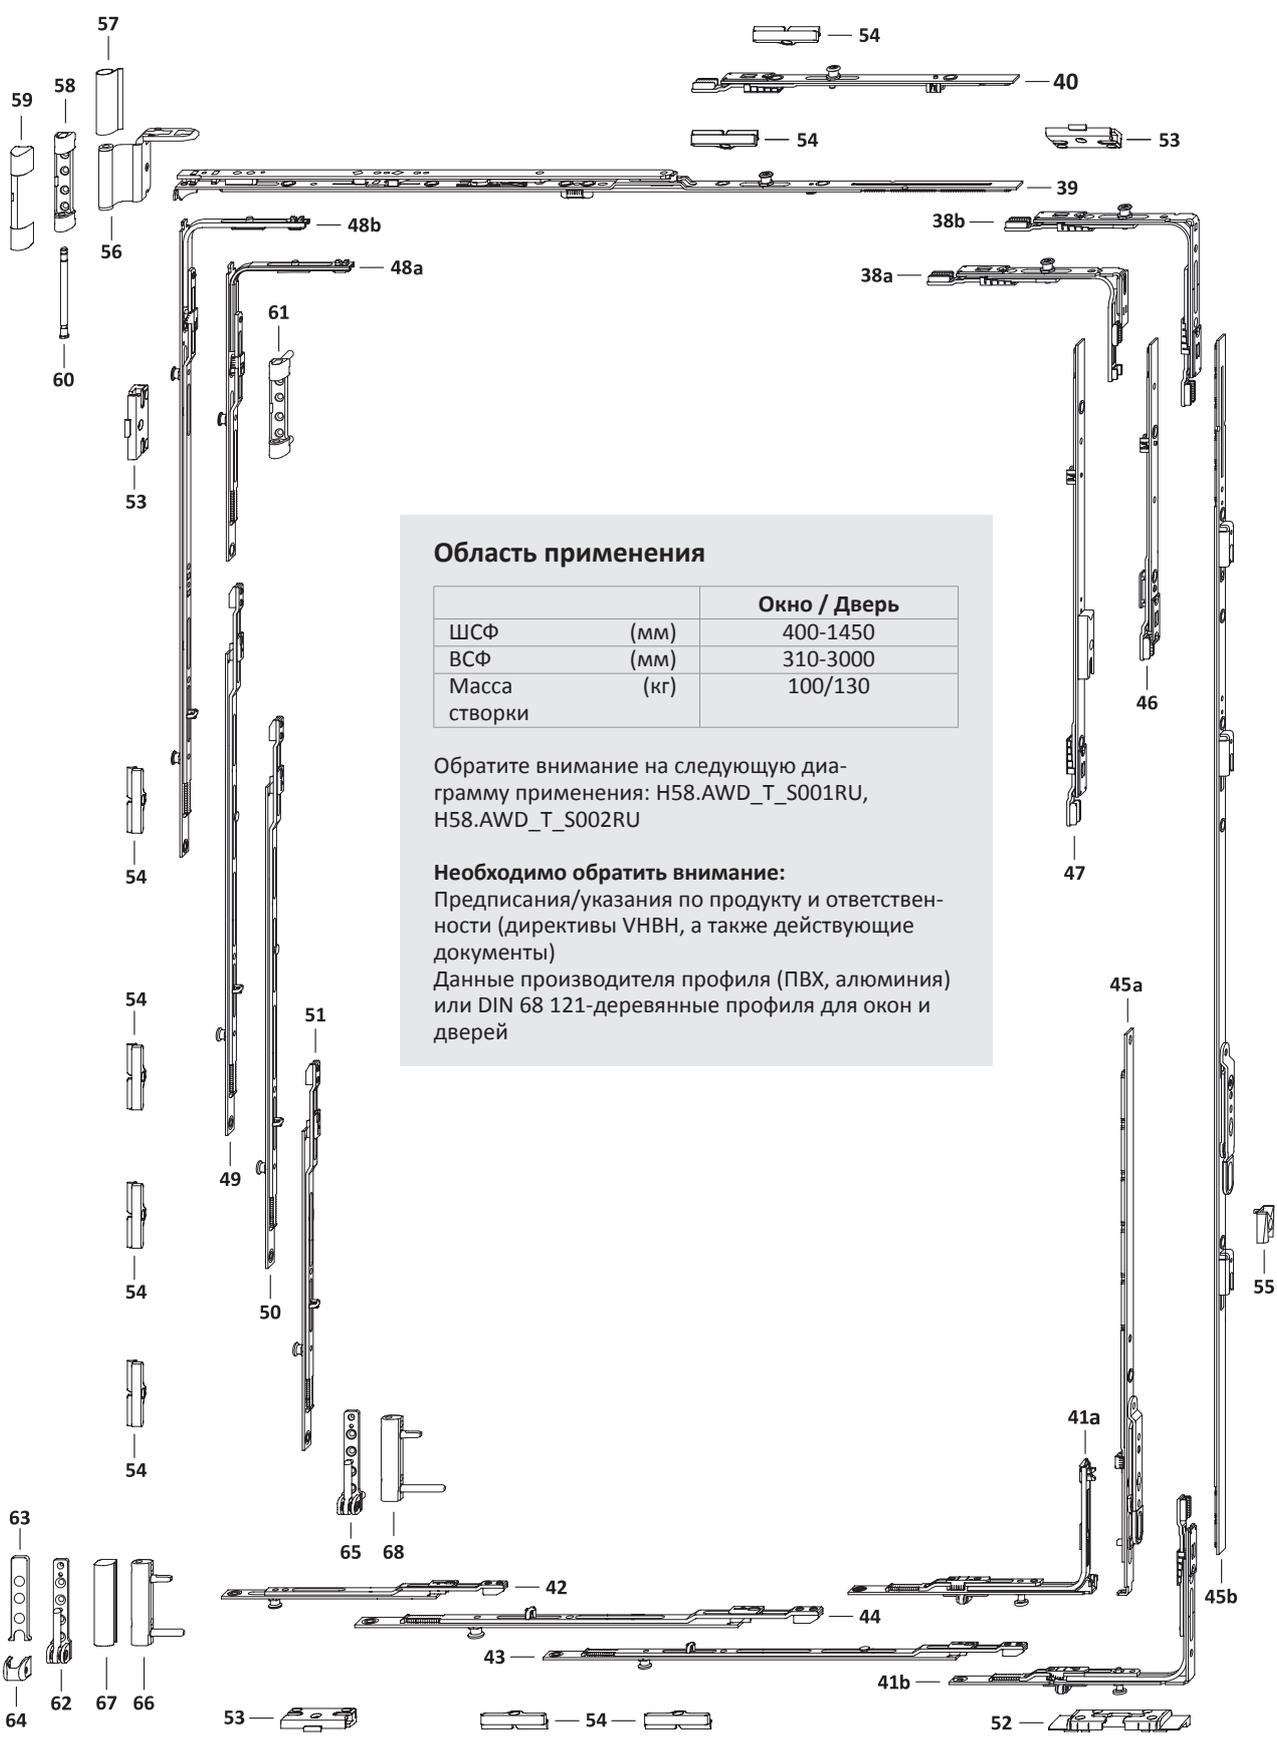 57
54
58
40
59
54
53
39
38b
48b
56
48a
38a
61
60
53
Область применения
Окно / Дверь
ШСФ (мм) 400-1450
ВСФ (мм) 310-3000
Масса (кг) 100/130
створки
46
Обратите внимание на следующую диа-
грамму применения: H58.AWD_T_S001RU,
H58.AWD_T_S002RU
47
54
Необходимо обратить внимание:
Предписания/указания по продукту и ответствен-
ности (директивы VHBH, а также действующие
документы)
Данные производителя профиля (ПВХ, алюминия)
или DIN 68 121-деревянные профиля для окон и
дверей
45a
54
51
49
55
54
50
41a
54
63
65
68
42
45b
44
43
41b
64
62
67
66
53
54
52